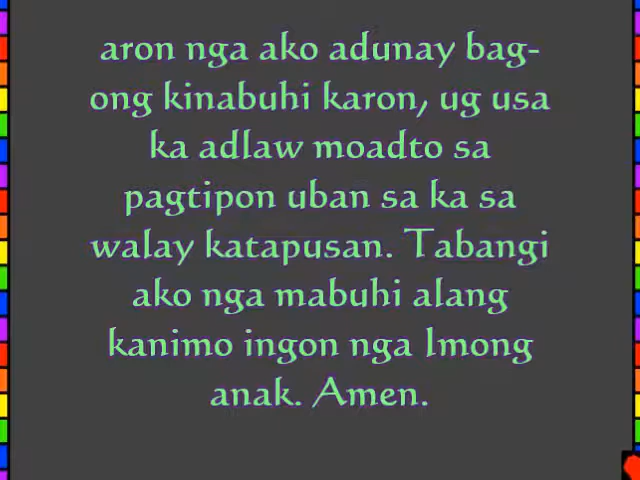 aron nga ako adunay bag-
ong kinabuhi karon, ug usa
ka adlaw moadto sa
pagtipon uban sa ka sa
walay katapusan. Tabangi
ako nga mabuhi alang
kanimo ingon nga Imong
anak. Amen.